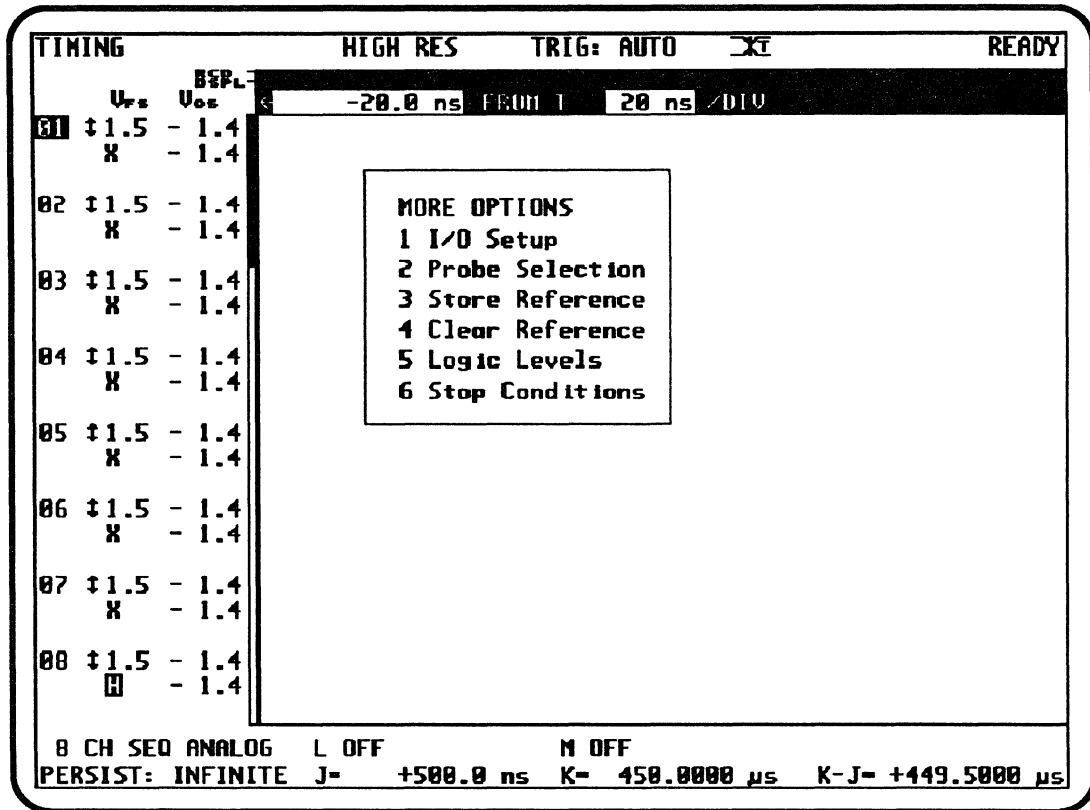 TIMING HIGH RES TRIG: AUTO XT READY
VFS VOS
-20.0 ns FROM T 20 ns /DIV
01 ↕1.5 - 1.4
X - 1.4
02 ↕1.5 - 1.4
X - 1.4
03 ↕1.5 - 1.4
X - 1.4
04 ↕1.5 - 1.4
X - 1.4
05 ↕1.5 - 1.4
X - 1.4
06 ↕1.5 - 1.4
X - 1.4
07 ↕1.5 - 1.4
X - 1.4
08 ↕1.5 - 1.4
H - 1.4
MORE OPTIONS
1 I/O Setup
2 Probe Selection
3 Store Reference
4 Clear Reference
5 Logic Levels
6 Stop Conditions
8 CH SEQ ANALOG L OFF M OFF
PERSIST: INFINITE J= +500.0 ns K= 450.0000 µs K-J= +449.5000 µs